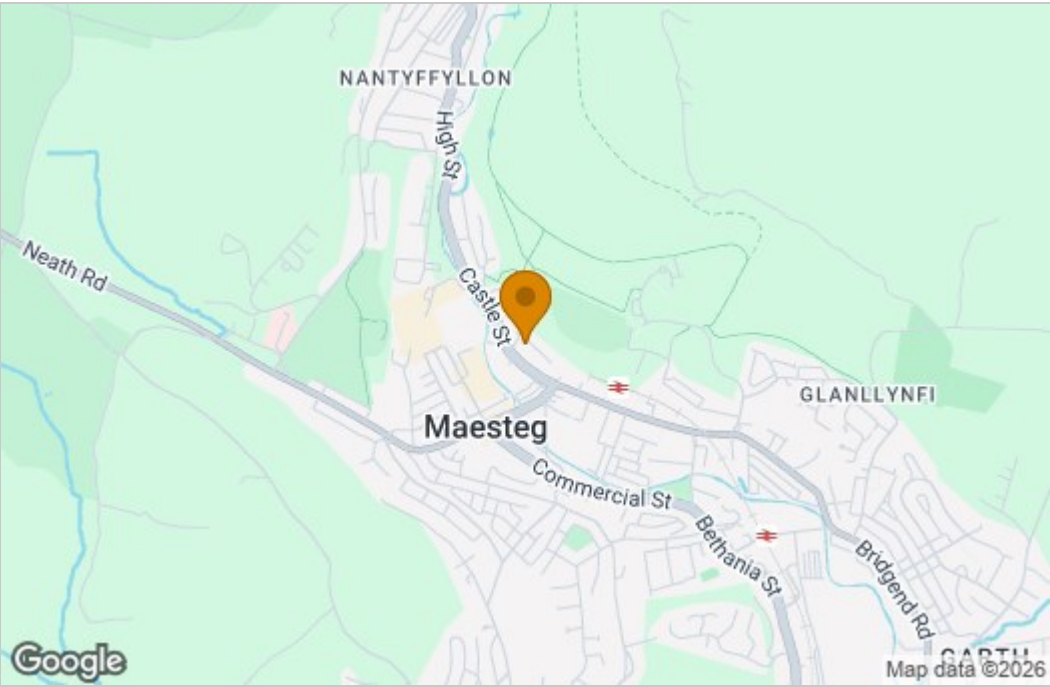 NANTYFFYLLON
High St
Neath Rd
Castle St
GLANLLYNFI
Maesteg
Commercial St
Bethania St
Bridgend Rd
GARTH
Google
Map data ©2026